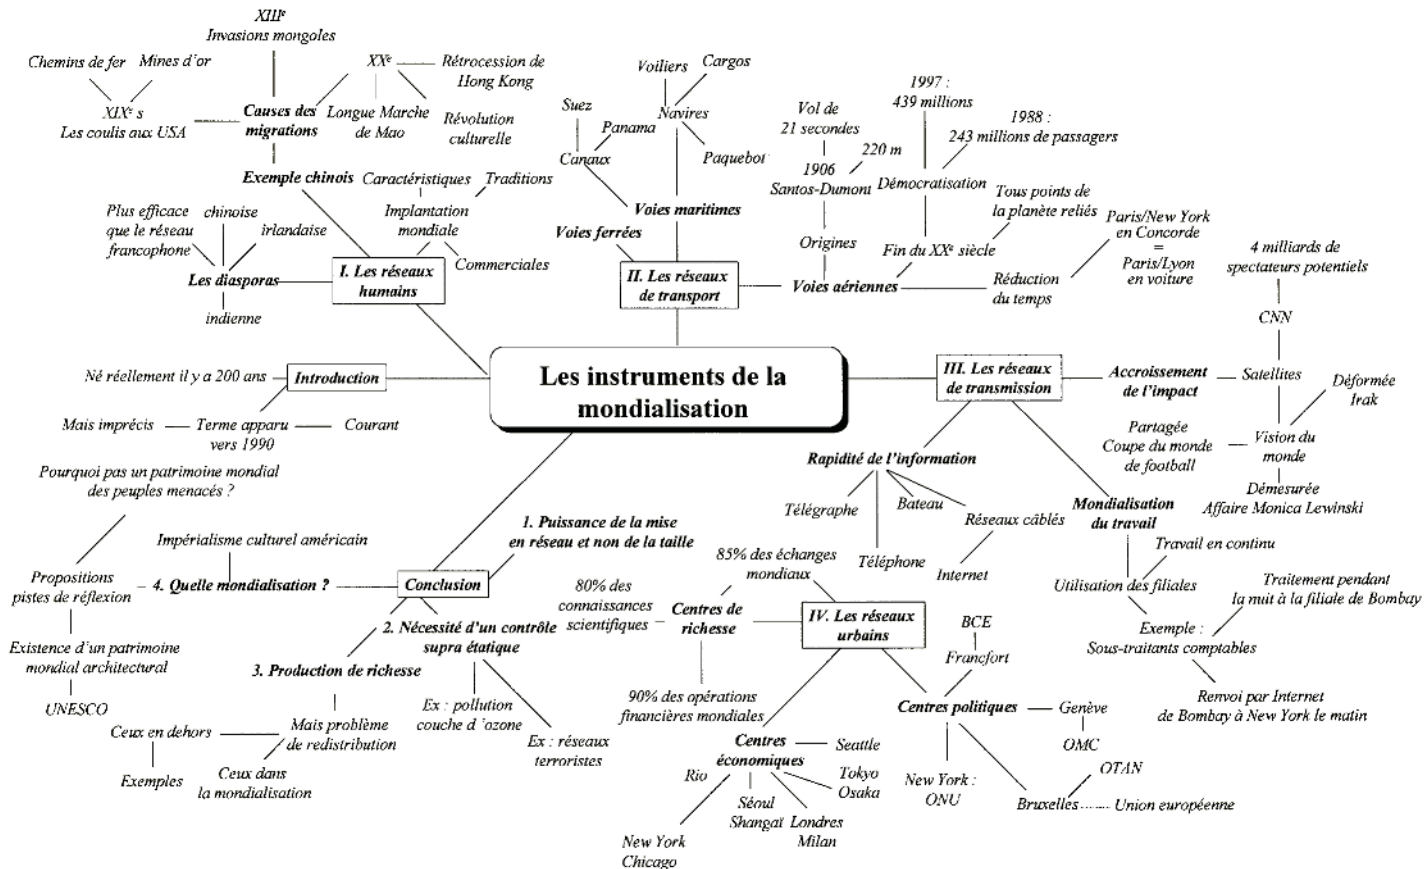 Les instruments de la
mondialisation
Introduction
Né réellement il y a 200 ans
Terme apparu
vers 1990
Mais imprécis
Courant
I. Les réseaux
humains
Exemple chinois
Causes des
migrations
XIIIᵉ
Invasions mongoles
Chemins de fer
Mines d'or
XIXᵉ s
Les coulis aux USA
XXᵉ
Rétrocession de
Hong Kong
Longue Marche
de Mao
Révolution
culturelle
Caractéristiques
Traditions
Implantation
mondiale
Commerciales
Les diasporas
Plus efficace
que le réseau
francophone
chinoise
irlandaise
indienne
II. Les réseaux
de transport
Voies ferrées
Voies maritimes
Canaux
Suez
Panama
Navires
Voiliers
Cargos
Paquebot
Voies aériennes
Origines
1906
Santos-Dumont
Vol de
21 secondes
220 m
Fin du XXᵉ siècle
Démocratisation
1997 :
439 millions
1988 :
243 millions de passagers
Tous points de
la planète reliés
Réduction
du temps
Paris/New York
en Concorde
=
Paris/Lyon
en voiture
III. Les réseaux
de transmission
Accroissement
de l'impact
Satellites
CNN
4 milliards de
spectateurs potentiels
Vision du
monde
Déformée
Irak
Partagée
Coupe du monde
de football
Démesurée
Affaire Monica Lewinski
Rapidité de l'information
Télégraphe
Téléphone
Bateau
Réseaux câblés
Internet
Mondialisation
du travail
Travail en continu
Utilisation des filiales
Exemple :
Sous-traitants comptables
Traitement pendant
la nuit à la filiale de Bombay
Renvoi par Internet
de Bombay à New York le matin
IV. Les réseaux
urbains
Centres de
richesse
85% des échanges
mondiaux
80% des
connaissances
scientifiques
90% des opérations
financières mondiales
Centres
économiques
Seattle
Tokyo
Osaka
Londres
Milan
Séoul
Shangaï
Rio
New York
Chicago
Centres politiques
BCE
Francfort
Genève
OMC
OTAN
Bruxelles
Union européenne
New York :
ONU
Conclusion
1. Puissance de la mise
en réseau et non de la taille
2. Nécessité d'un contrôle
supra étatique
Ex : pollution
couche d 'ozone
Ex : réseaux
terroristes
3. Production de richesse
Mais problème
de redistribution
Ceux en dehors
Exemples
Ceux dans
la mondialisation
4. Quelle mondialisation ?
Impérialisme culturel américain
Propositions
pistes de réflexion
Pourquoi pas un patrimoine mondial
des peuples menacés ?
Existence d'un patrimoine
mondial architectural
UNESCO